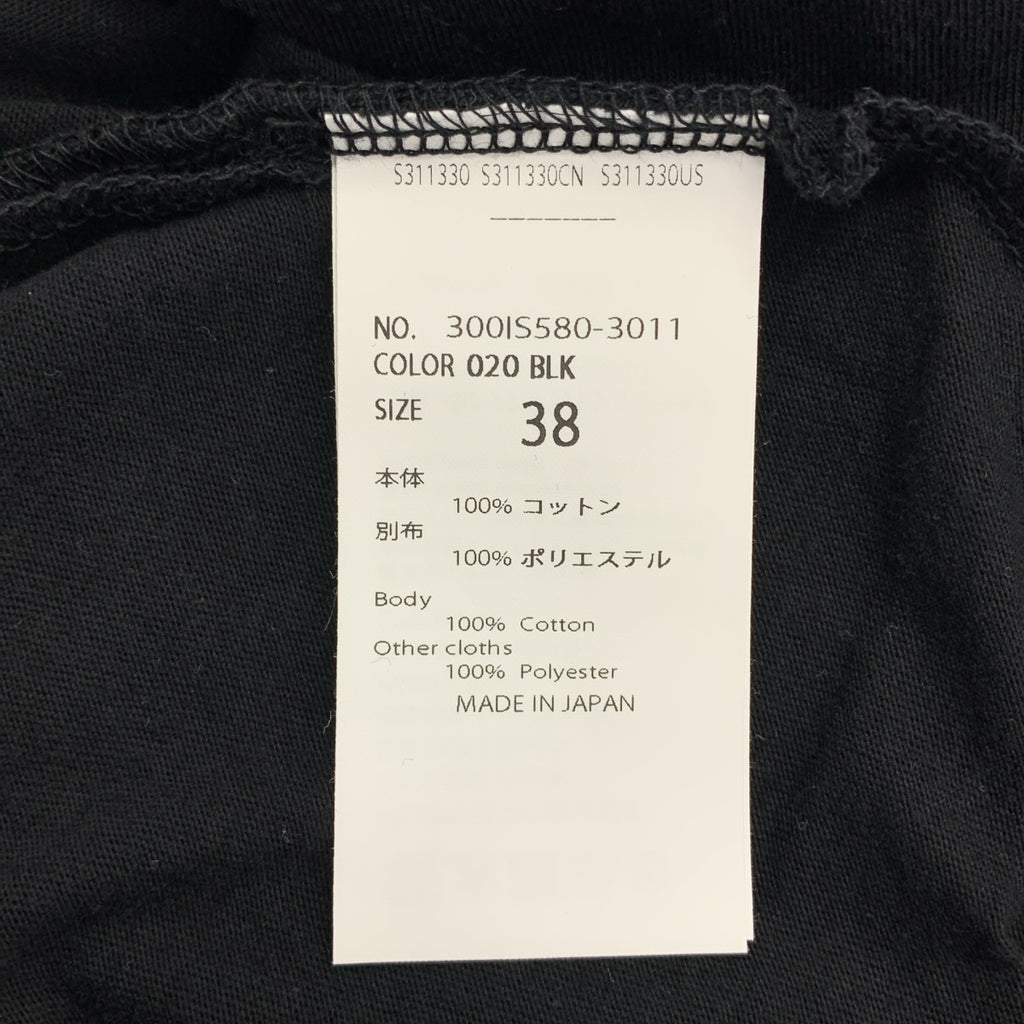 S311330 S311330CN S311330US
NO. 300IS580-3011
COLOR 020 BLK
SIZE 38
本体
100% コットン
別布
100% ポリエステル
Body
100% Cotton
Other cloths
100% Polyester
MADE IN JAPAN